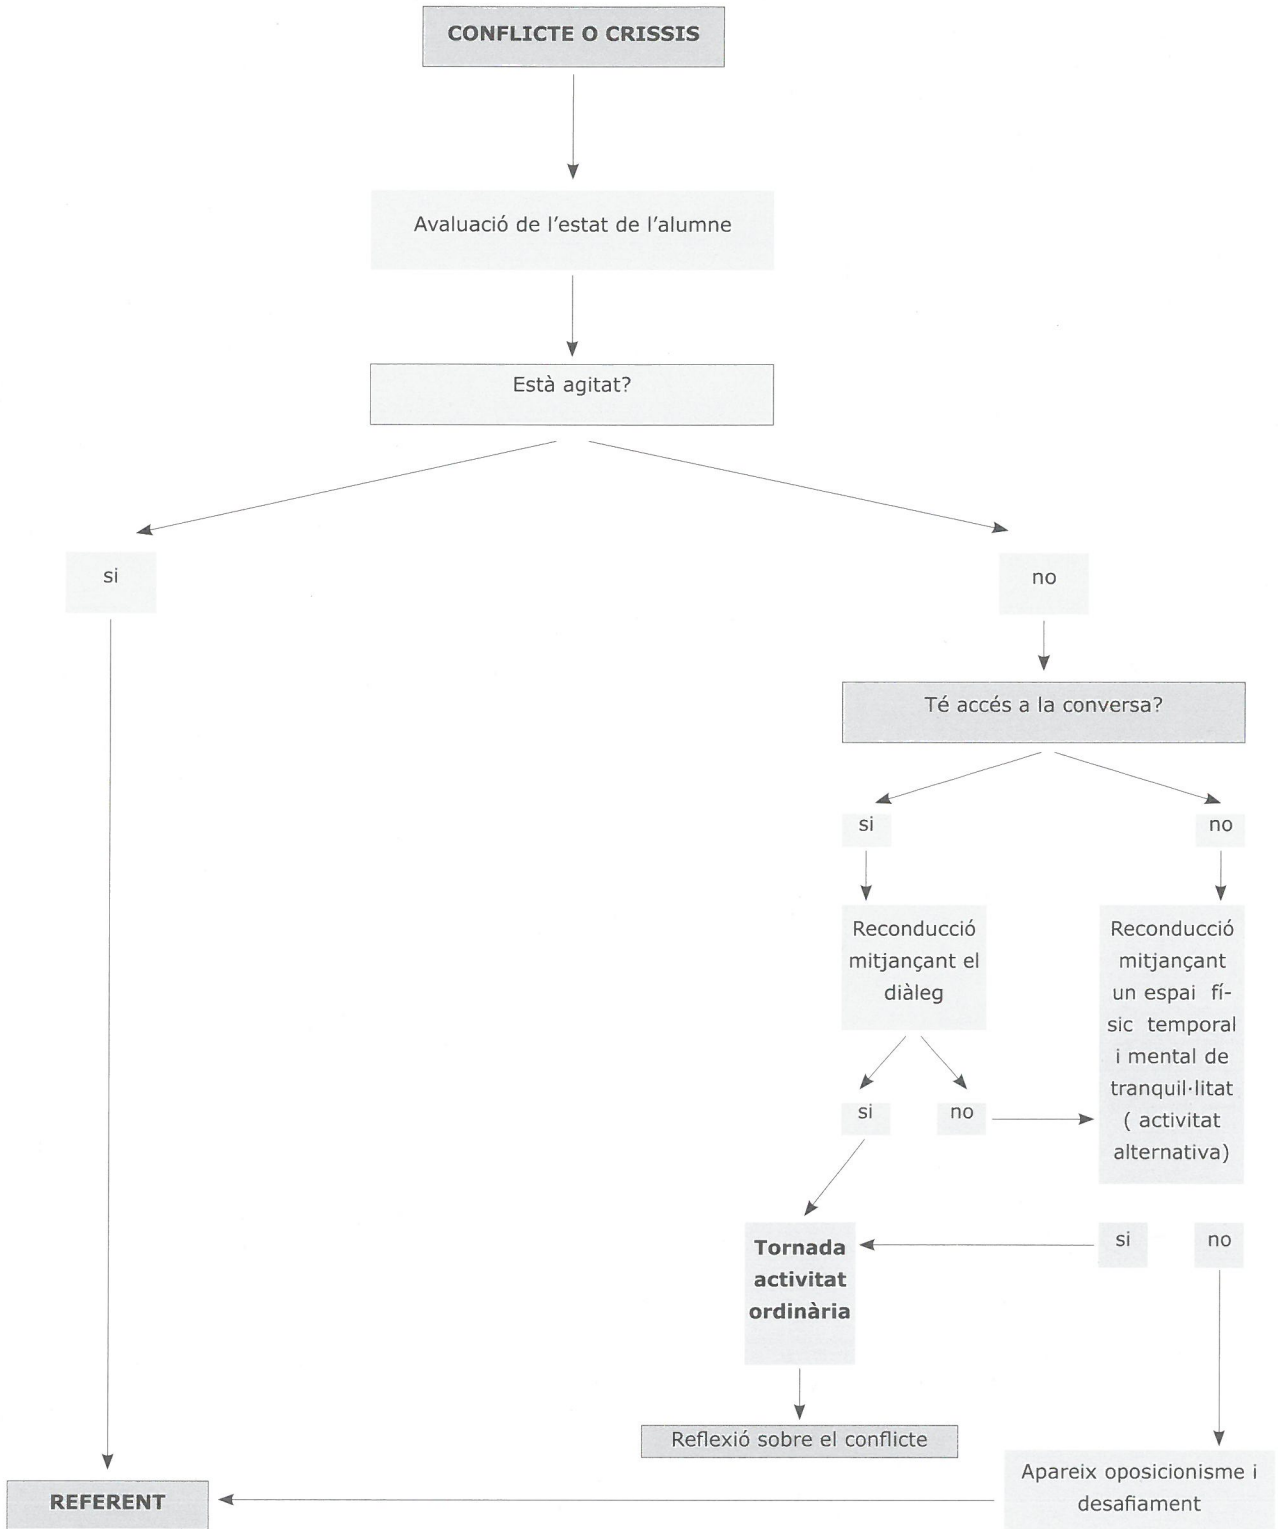 CONFLICTE O CRISSIS
Avaluació de l'estat de l'alumne
Està agitat?
si
no
Té accés a la conversa?
si
no
Reconducció
mitjançant el
diàleg
Reconducció
mitjançant
un espai fí-
sic temporal
i mental de
tranquil·litat
( activitat
alternativa)
si
no
Tornada
activitat
ordinària
si
no
Reflexió sobre el conflicte
Apareix oposicionisme i
desafiament
REFERENT